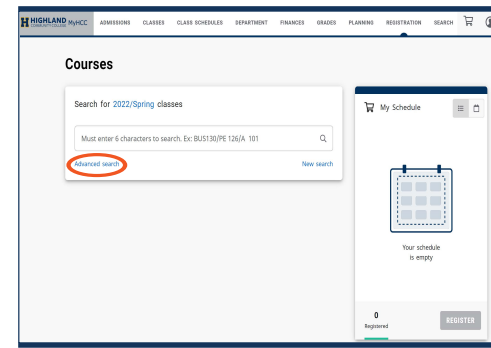 HIGHLAND COMMUNITY COLLEGE MyHCC ADMISSIONS CLASSES CLASS SCHEDULES DEPARTMENT FINANCES GRADES PLANNING REGISTRATION SEARCH
Courses
Search for 2022/Spring classes
Must enter 6 characters to search. Ex: BUS130/PE 126/A 101
Advanced search New search
My Schedule
Your schedule
is empty
0
Registered
REGISTER